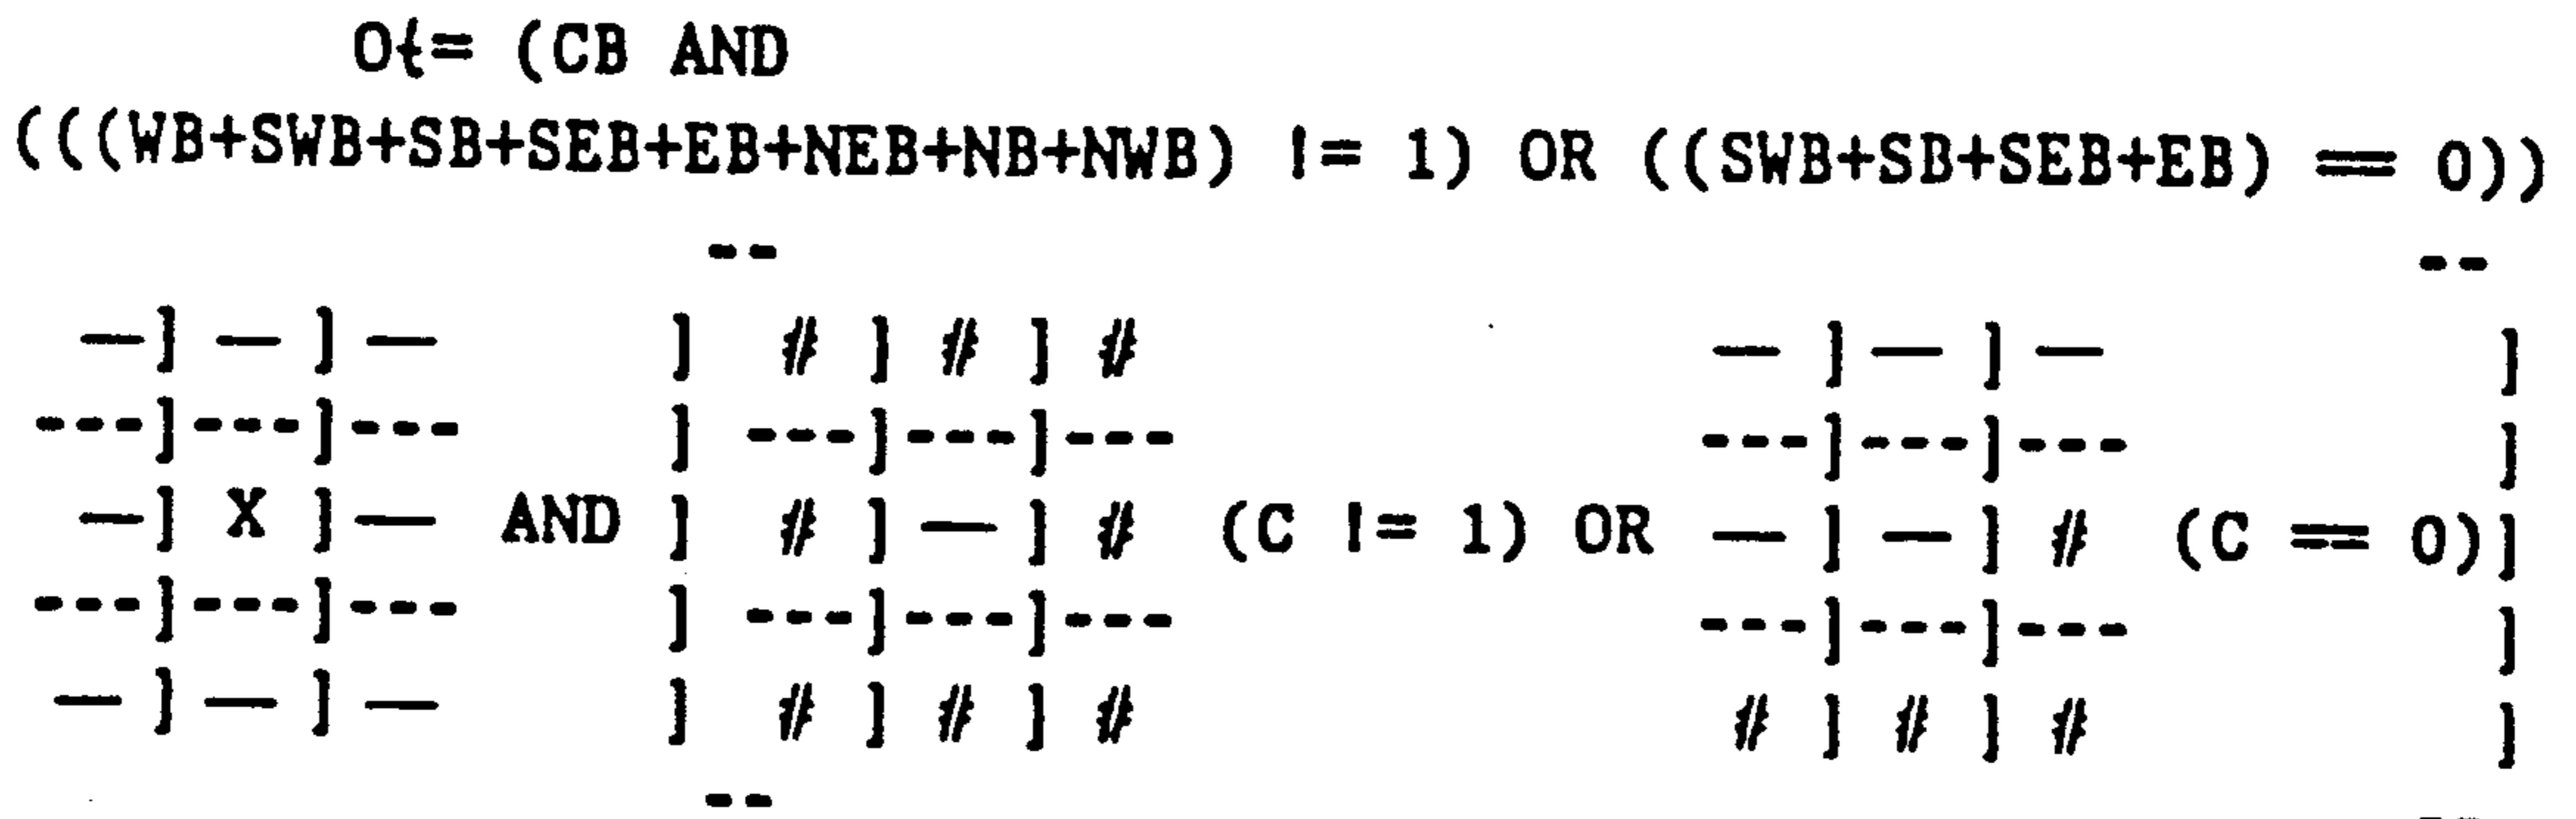 O{= (CB AND
(((WB+SWB+SB+SEB+EB+NEB+NB+NWB) != 1) OR ((SWB+SB+SEB+EB) == 0))
-- --
—] — ] — ] # ] # ] # — ] — ] — ]
---]---]--- ] ---]---]--- ---]---]--- ]
—] X ] — AND ] # ] — ] # (C != 1) OR — ] — ] # (C == 0)]
---]---]--- ] ---]---]--- ---]---]--- ]
— ] — ] — ] # ] # ] # # ] # ] # ]
--